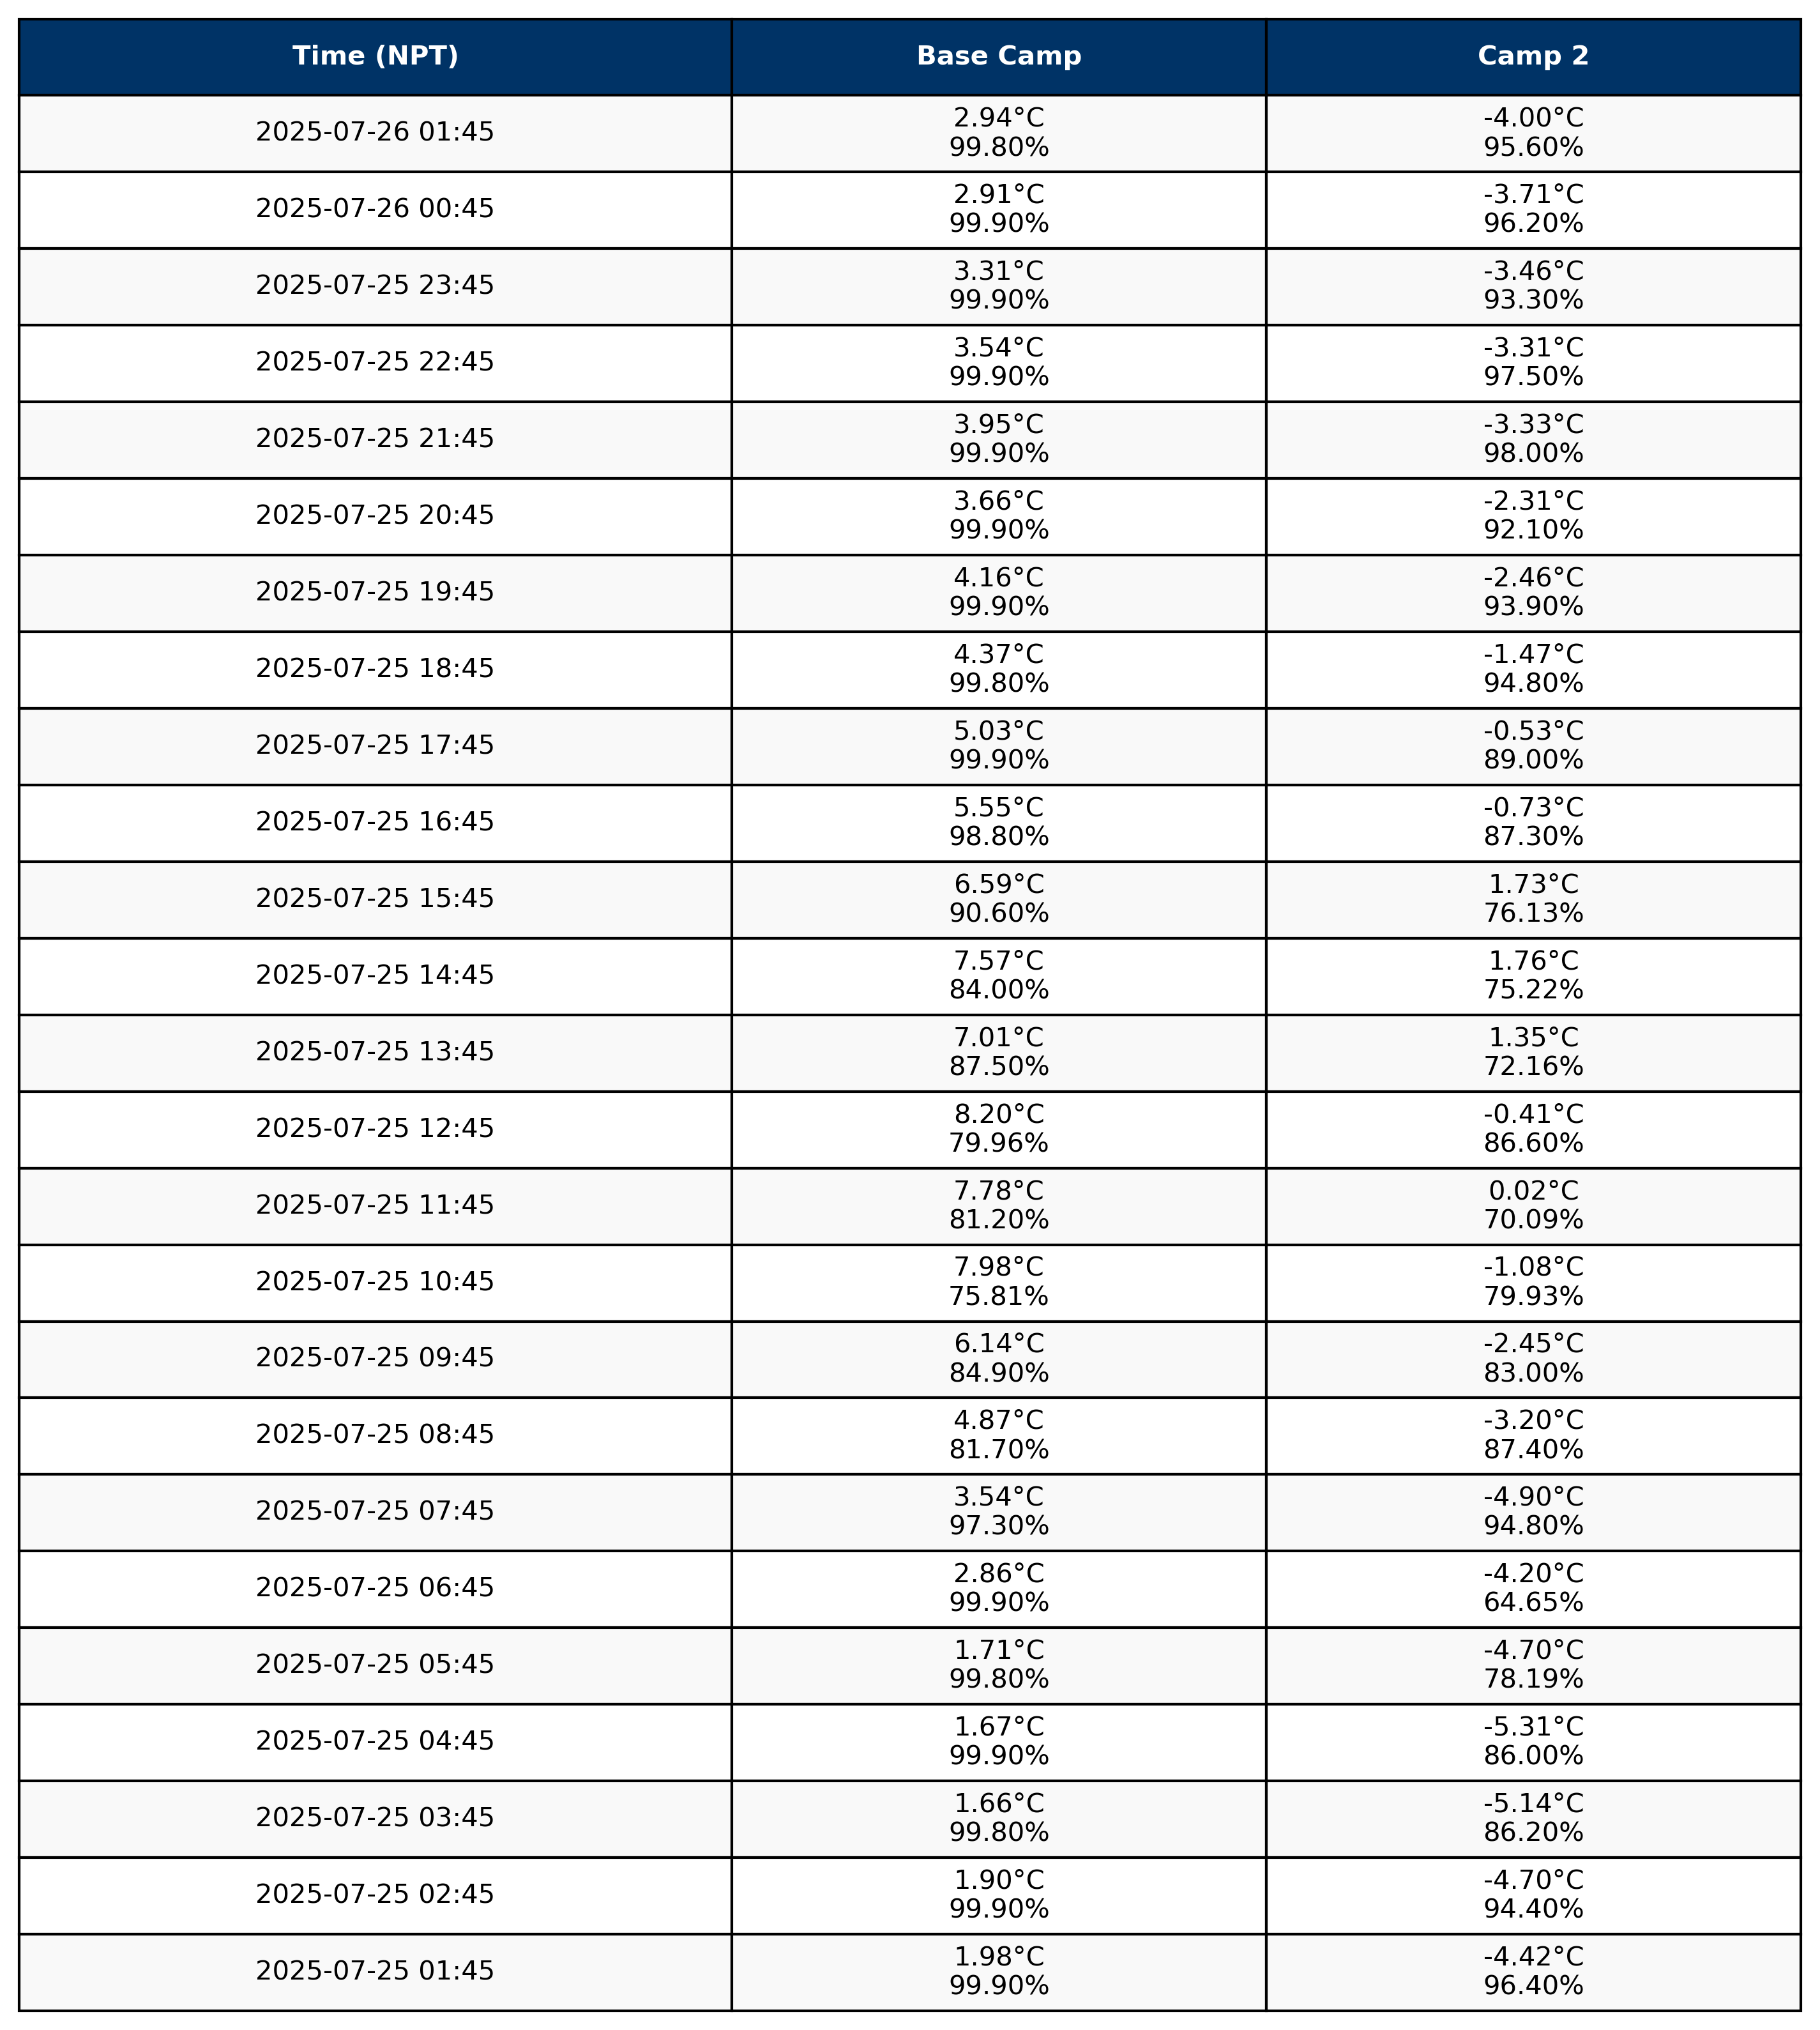 Time (NPT) Base Camp Camp 2
2025-07-26 01:45
2.94°C
99.80%
-4.00°C
95.60%
2025-07-26 00:45
2.91°C
99.90%
-3.71°C
96.20%
2025-07-25 23:45
3.31°C
99.90%
-3.46°C
93.30%
2025-07-25 22:45
3.54°C
99.90%
-3.31°C
97.50%
2025-07-25 21:45
3.95°C
99.90%
-3.33°C
98.00%
2025-07-25 20:45
3.66°C
99.90%
-2.31°C
92.10%
2025-07-25 19:45
4.16°C
99.90%
-2.46°C
93.90%
2025-07-25 18:45
4.37°C
99.80%
-1.47°C
94.80%
2025-07-25 17:45
5.03°C
99.90%
-0.53°C
89.00%
2025-07-25 16:45
5.55°C
98.80%
-0.73°C
87.30%
2025-07-25 15:45
6.59°C
90.60%
1.73°C
76.13%
2025-07-25 14:45
7.57°C
84.00%
1.76°C
75.22%
2025-07-25 13:45
7.01°C
87.50%
1.35°C
72.16%
2025-07-25 12:45
8.20°C
79.96%
-0.41°C
86.60%
2025-07-25 11:45
7.78°C
81.20%
0.02°C
70.09%
2025-07-25 10:45
7.98°C
75.81%
-1.08°C
79.93%
2025-07-25 09:45
6.14°C
84.90%
-2.45°C
83.00%
2025-07-25 08:45
4.87°C
81.70%
-3.20°C
87.40%
2025-07-25 07:45
3.54°C
97.30%
-4.90°C
94.80%
2025-07-25 06:45
2.86°C
99.90%
-4.20°C
64.65%
2025-07-25 05:45
1.71°C
99.80%
-4.70°C
78.19%
2025-07-25 04:45
1.67°C
99.90%
-5.31°C
86.00%
2025-07-25 03:45
1.66°C
99.80%
-5.14°C
86.20%
2025-07-25 02:45
1.90°C
99.90%
-4.70°C
94.40%
2025-07-25 01:45
1.98°C
99.90%
-4.42°C
96.40%